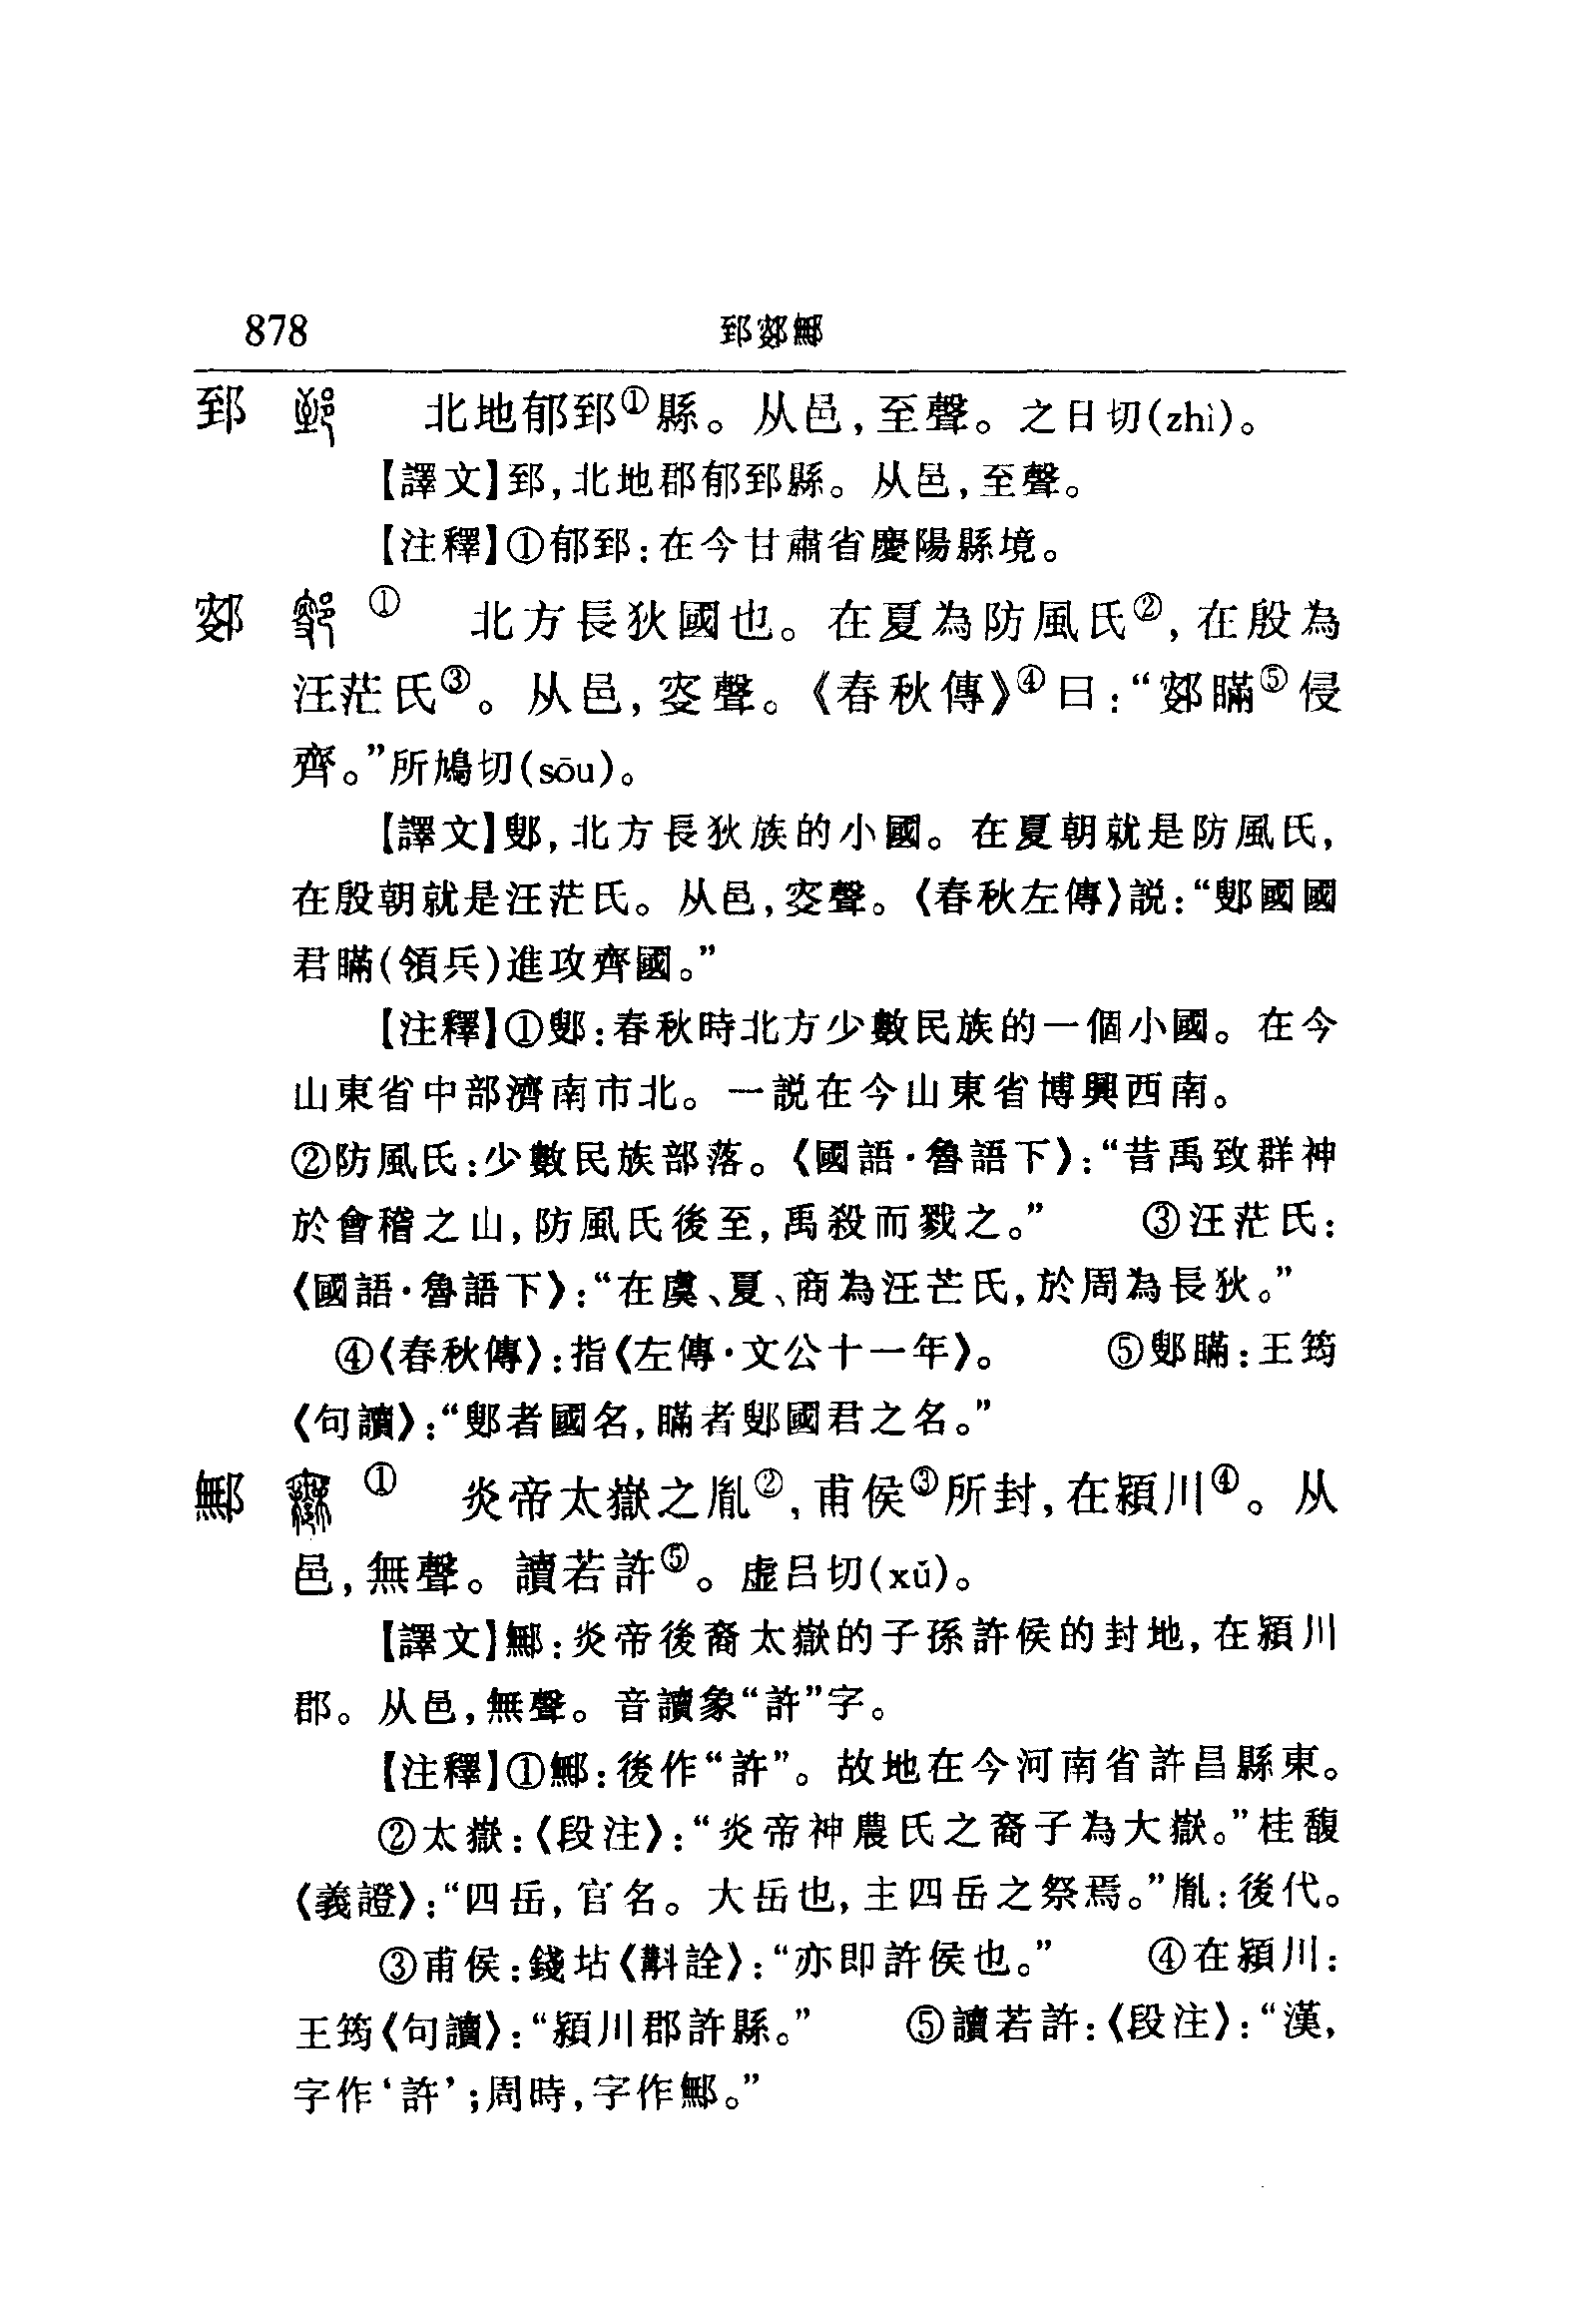 878 郅𨜓鄦
郅 北地郁郅①縣。从邑,至聲。之日切(zhì)。
【譯文】郅,北地郡郁郅縣。从邑,至聲。
【注釋】①郁郅:在今甘肅省慶陽縣境。
𨜓 ① 北方長狄國也。在夏為防風氏②,在殷為
汪茫氏③。从邑,㚇聲。《春秋傳》④曰:“𨜓瞞⑤侵
齊。”所鳩切(sōu)。
【譯文】鄋,北方長狄族的小國。在夏朝就是防風氏,
在殷朝就是汪茫氏。从邑,㚇聲。《春秋左傳》説:“鄋國國
君瞞(領兵)進攻齊國。”
【注釋】①鄋:春秋時北方少數民族的一個小國。在今
山東省中部濟南市北。一説在今山東省博興西南。
②防風氏:少數民族部落。《國語·魯語下》:“昔禹致群神
於會稽之山,防風氏後至,禹殺而戮之。” ③汪茫氏:
《國語·魯語下》:“在虞、夏、商為汪芒氏,於周為長狄。”
④《春秋傳》:指《左傳·文公十一年》。 ⑤鄋瞞:王筠
《句讀》:“鄋者國名,瞞者鄋國君之名。”
鄦 ① 炎帝太嶽之胤②,甫侯③所封,在潁川④。从
邑,無聲。讀若許⑤。虚吕切(xǔ)。
【譯文】鄦:炎帝後裔太嶽的子孫許侯的封地,在潁川
郡。从邑,無聲。音讀象“許”字。
【注釋】①鄦:後作“許”。故地在今河南省許昌縣東。
②太嶽:《段注》:“炎帝神農氏之裔子為大嶽。”桂馥
《義證》:“四岳,官名。大岳也,主四岳之祭焉。”胤:後代。
③甫侯:錢坫《斠詮》:“亦即許侯也。” ④在潁川:
王筠《句讀》:“潁川郡許縣。” ⑤讀若許:《段注》:“漢,
字作‘許’;周時,字作鄦。”